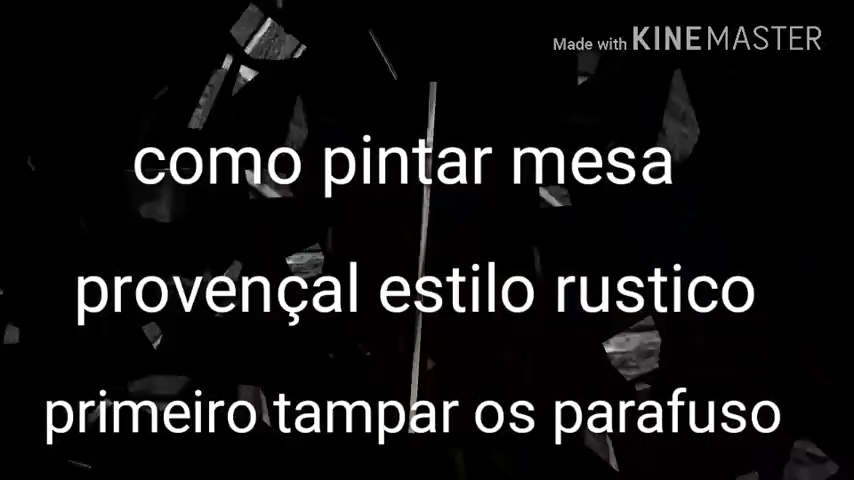 Made with KINEMASTER
como pintar mesa
provençal estilo rustico
primeiro tampar os parafuso